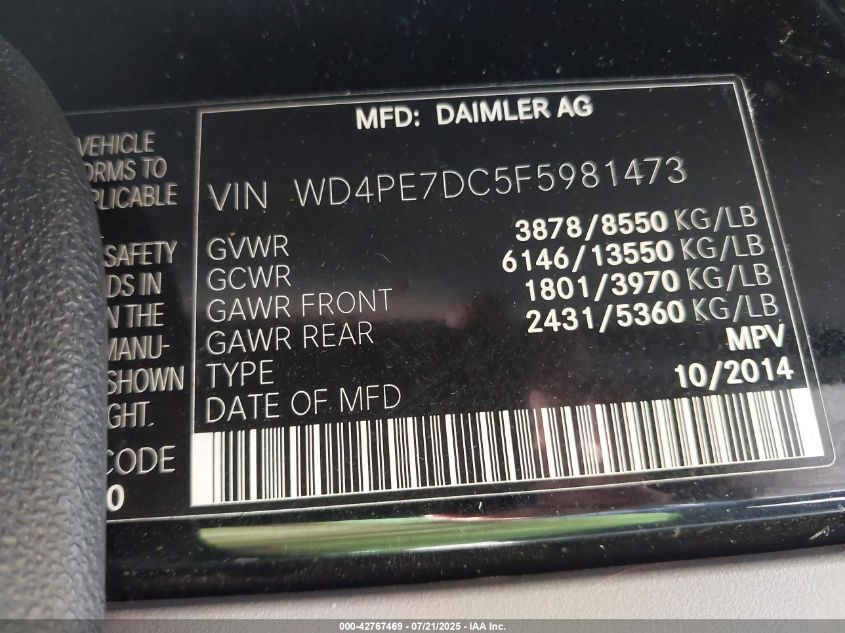 VEHICLE
ORMS TO
PLICABLE
SAFETY
DS IN
N THE
MANU-
SHOWN
GHT.
CODE
0
MFD: DAIMLER AG
VIN WD4PE7DC5F5981473
GVWR 3878/8550 KG/LB
GCWR 6146/13550 KG/LB
GAWR FRONT 1801/3970 KG/LB
GAWR REAR 2431/5360 KG/LB
TYPE MPV
DATE OF MFD 10/2014
000-42767469 - 07/21/2025 - IAA Inc.